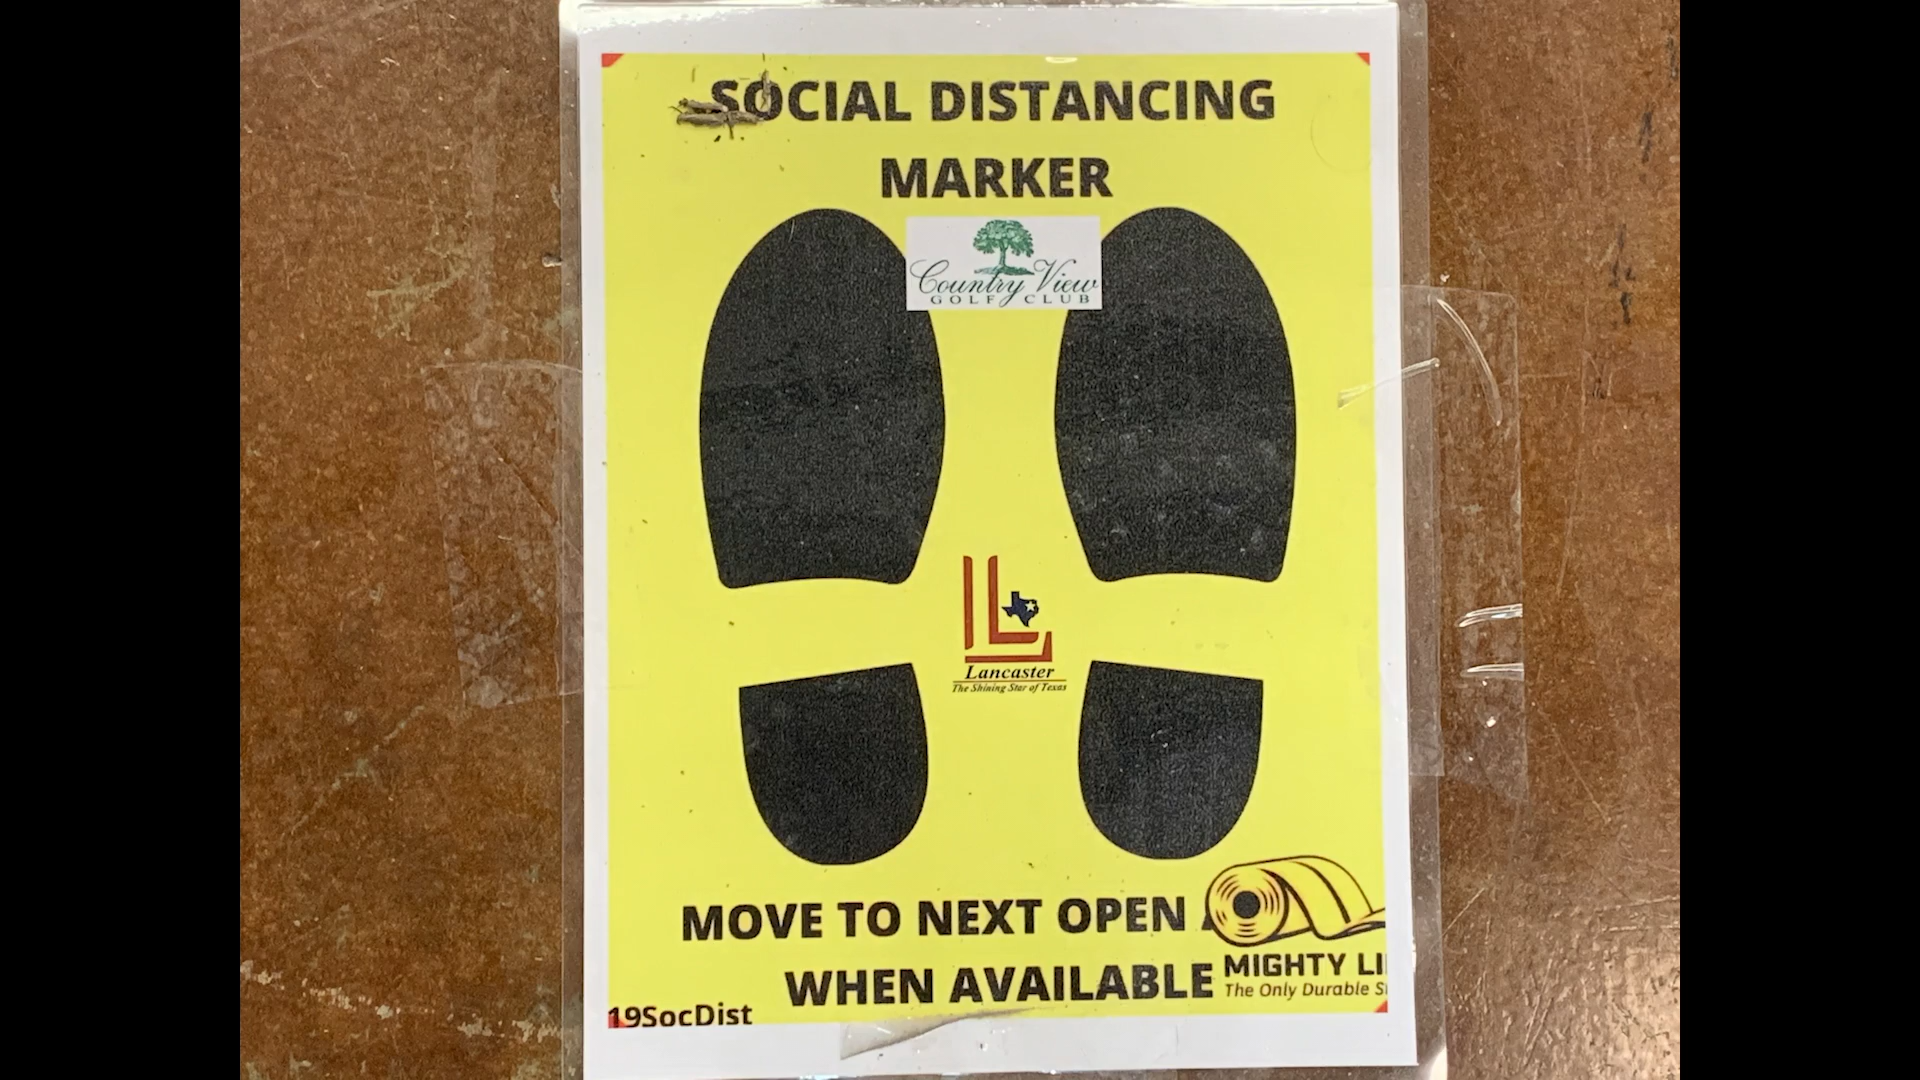 SOCIAL DISTANCING
MARKER
Country View
GOLF CLUB
Lancaster
The Shining Star of Texas
MOVE TO NEXT OPEN
WHEN AVAILABLE
MIGHTY LI
The Only Durable S
19SocDist